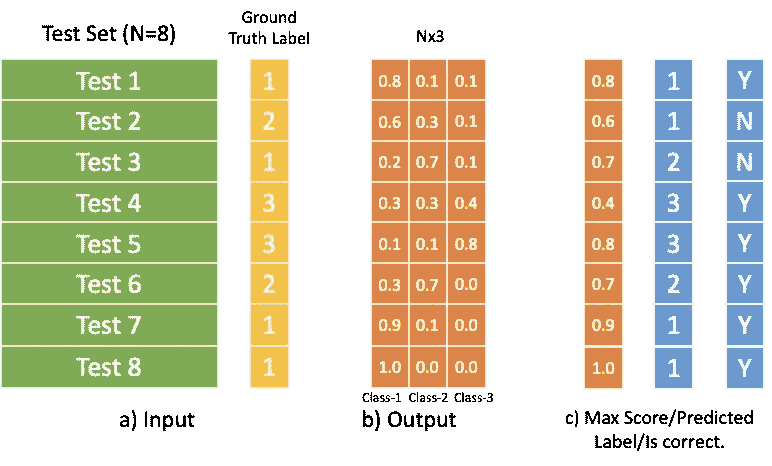 Test Set (N=8)
Ground
Truth Label
Nx3
Test 1 1 0.8 0.1 0.1 0.8 1 Y
Test 2 2 0.6 0.3 0.1 0.6 1 N
Test 3 1 0.2 0.7 0.1 0.7 2 N
Test 4 3 0.3 0.3 0.4 0.4 3 Y
Test 5 3 0.1 0.1 0.8 0.8 3 Y
Test 6 2 0.3 0.7 0.0 0.7 2 Y
Test 7 1 0.9 0.1 0.0 0.9 1 Y
Test 8 1 1.0 0.0 0.0 1.0 1 Y
Class-1 Class-2 Class-3
a) Input
b) Output
c) Max Score/Predicted
Label/Is correct.